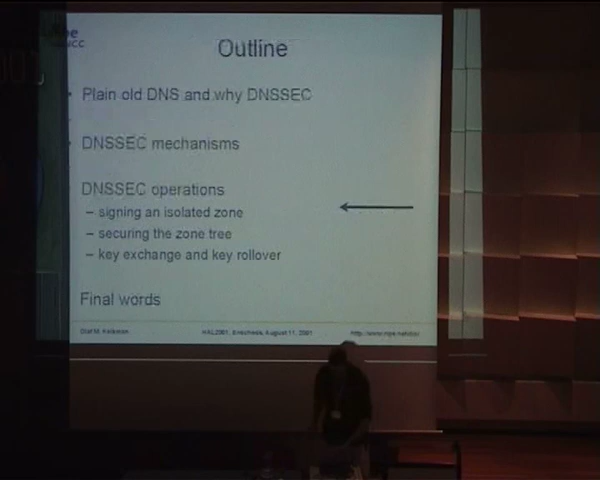 Outline
Plain old DNS and why DNSSEC
DNSSEC mechanisms
DNSSEC operations
– signing an isolated zone
– securing the zone tree
– key exchange and key rollover
Final words
HAL2001, Enschede, August 11, 2001